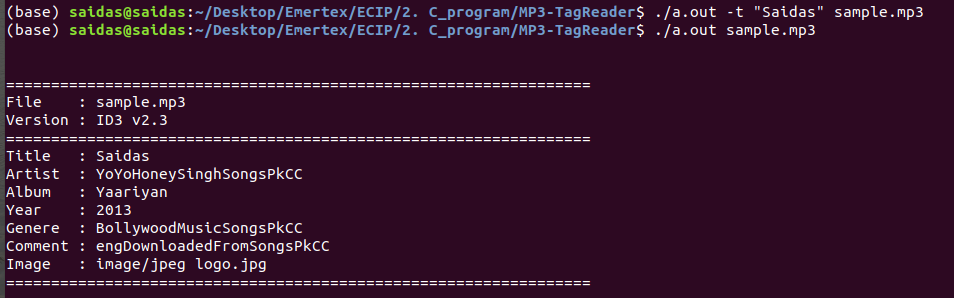 (base) saidas@saidas:~/Desktop/Emertex/ECIP/2. C_program/MP3-TagReader$ ./a.out -t "Saidas" sample.mp3
(base) saidas@saidas:~/Desktop/Emertex/ECIP/2. C_program/MP3-TagReader$ ./a.out sample.mp3
=================================================================
File    : sample.mp3
Version : ID3 v2.3
=================================================================
Title   : Saidas
Artist  : YoYoHoneySinghSongsPkCC
Album   : Yaariyan
Year    : 2013
Genere  : BollywoodMusicSongsPkCC
Comment : engDownloadedFromSongsPkCC
Image   : image/jpeg logo.jpg
=================================================================